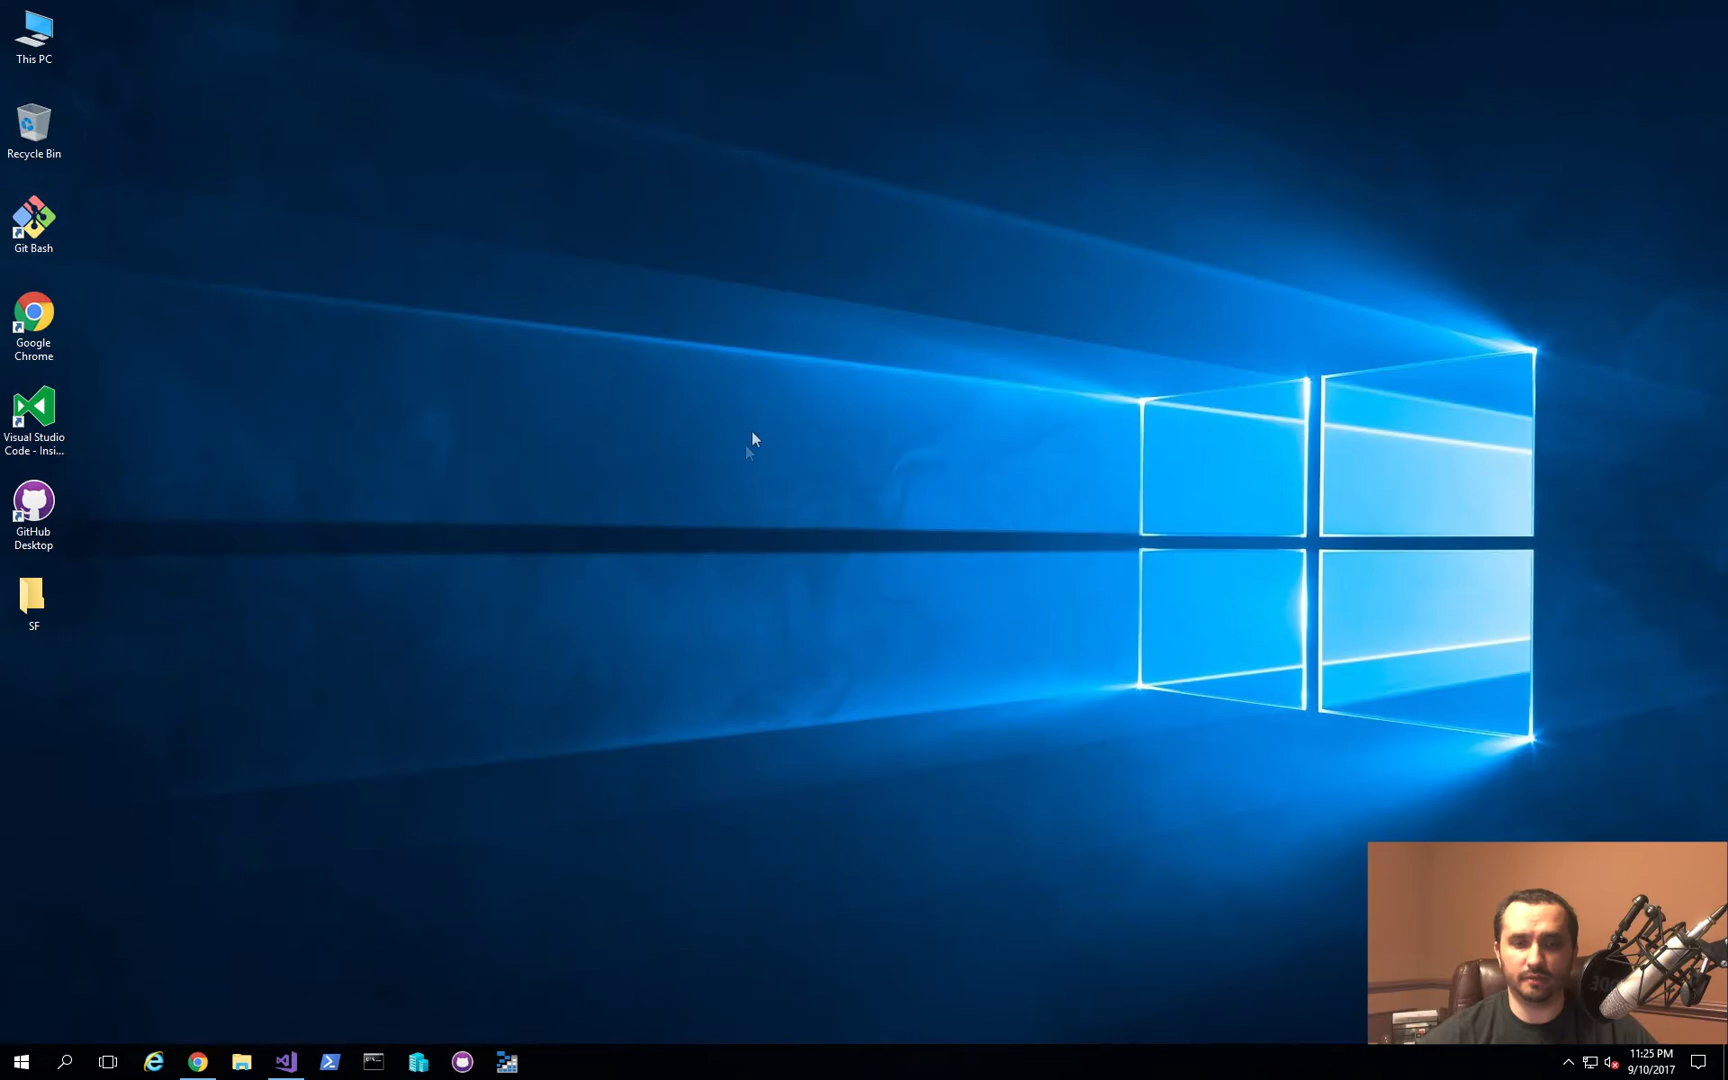 This PC
Recycle Bin
Git Bash
Google
Chrome
Visual Studio
Code - Insi...
GitHub
Desktop
SF
11:25 PM
9/10/2017